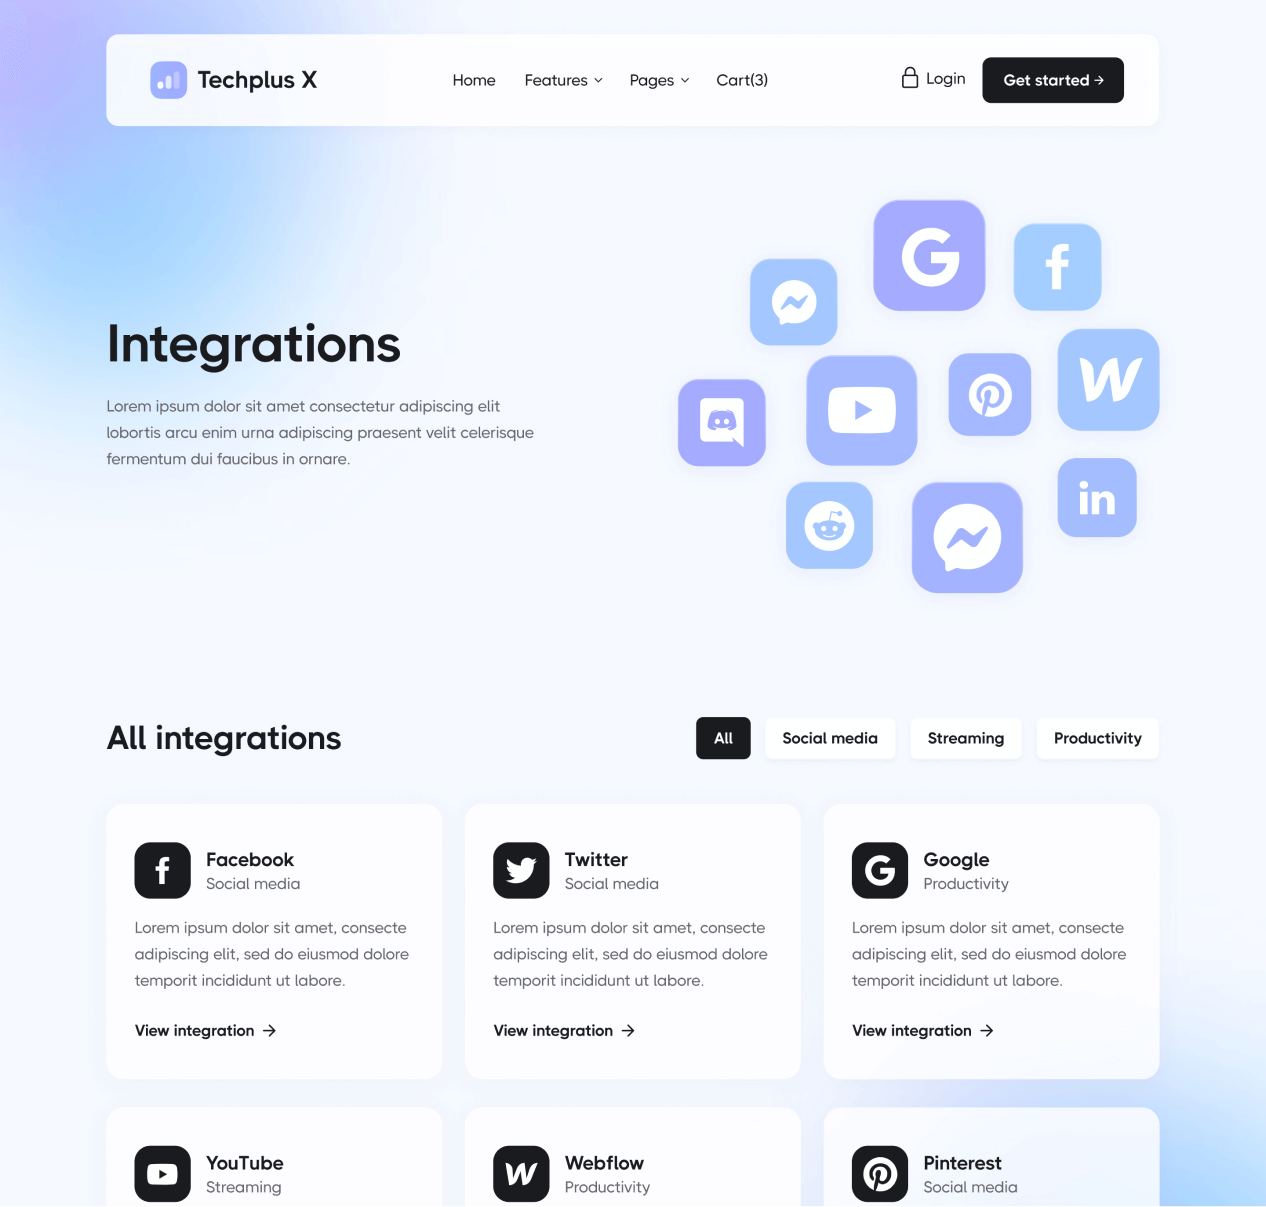 Techplus X
Home Features Pages Cart(3)
Login
Get started →
Integrations
Lorem ipsum dolor sit amet consectetur adipiscing elit
lobortis arcu enim urna adipiscing praesent velit celerisque
fermentum dui faucibus in ornare.
All integrations
All
Social media
Streaming
Productivity
Facebook
Social media
Lorem ipsum dolor sit amet, consecte
adipiscing elit, sed do eiusmod dolore
temporit incididunt ut labore.
View integration →
Twitter
Social media
Lorem ipsum dolor sit amet, consecte
adipiscing elit, sed do eiusmod dolore
temporit incididunt ut labore.
View integration →
Google
Productivity
Lorem ipsum dolor sit amet, consecte
adipiscing elit, sed do eiusmod dolore
temporit incididunt ut labore.
View integration →
YouTube
Streaming
Webflow
Productivity
Pinterest
Social media